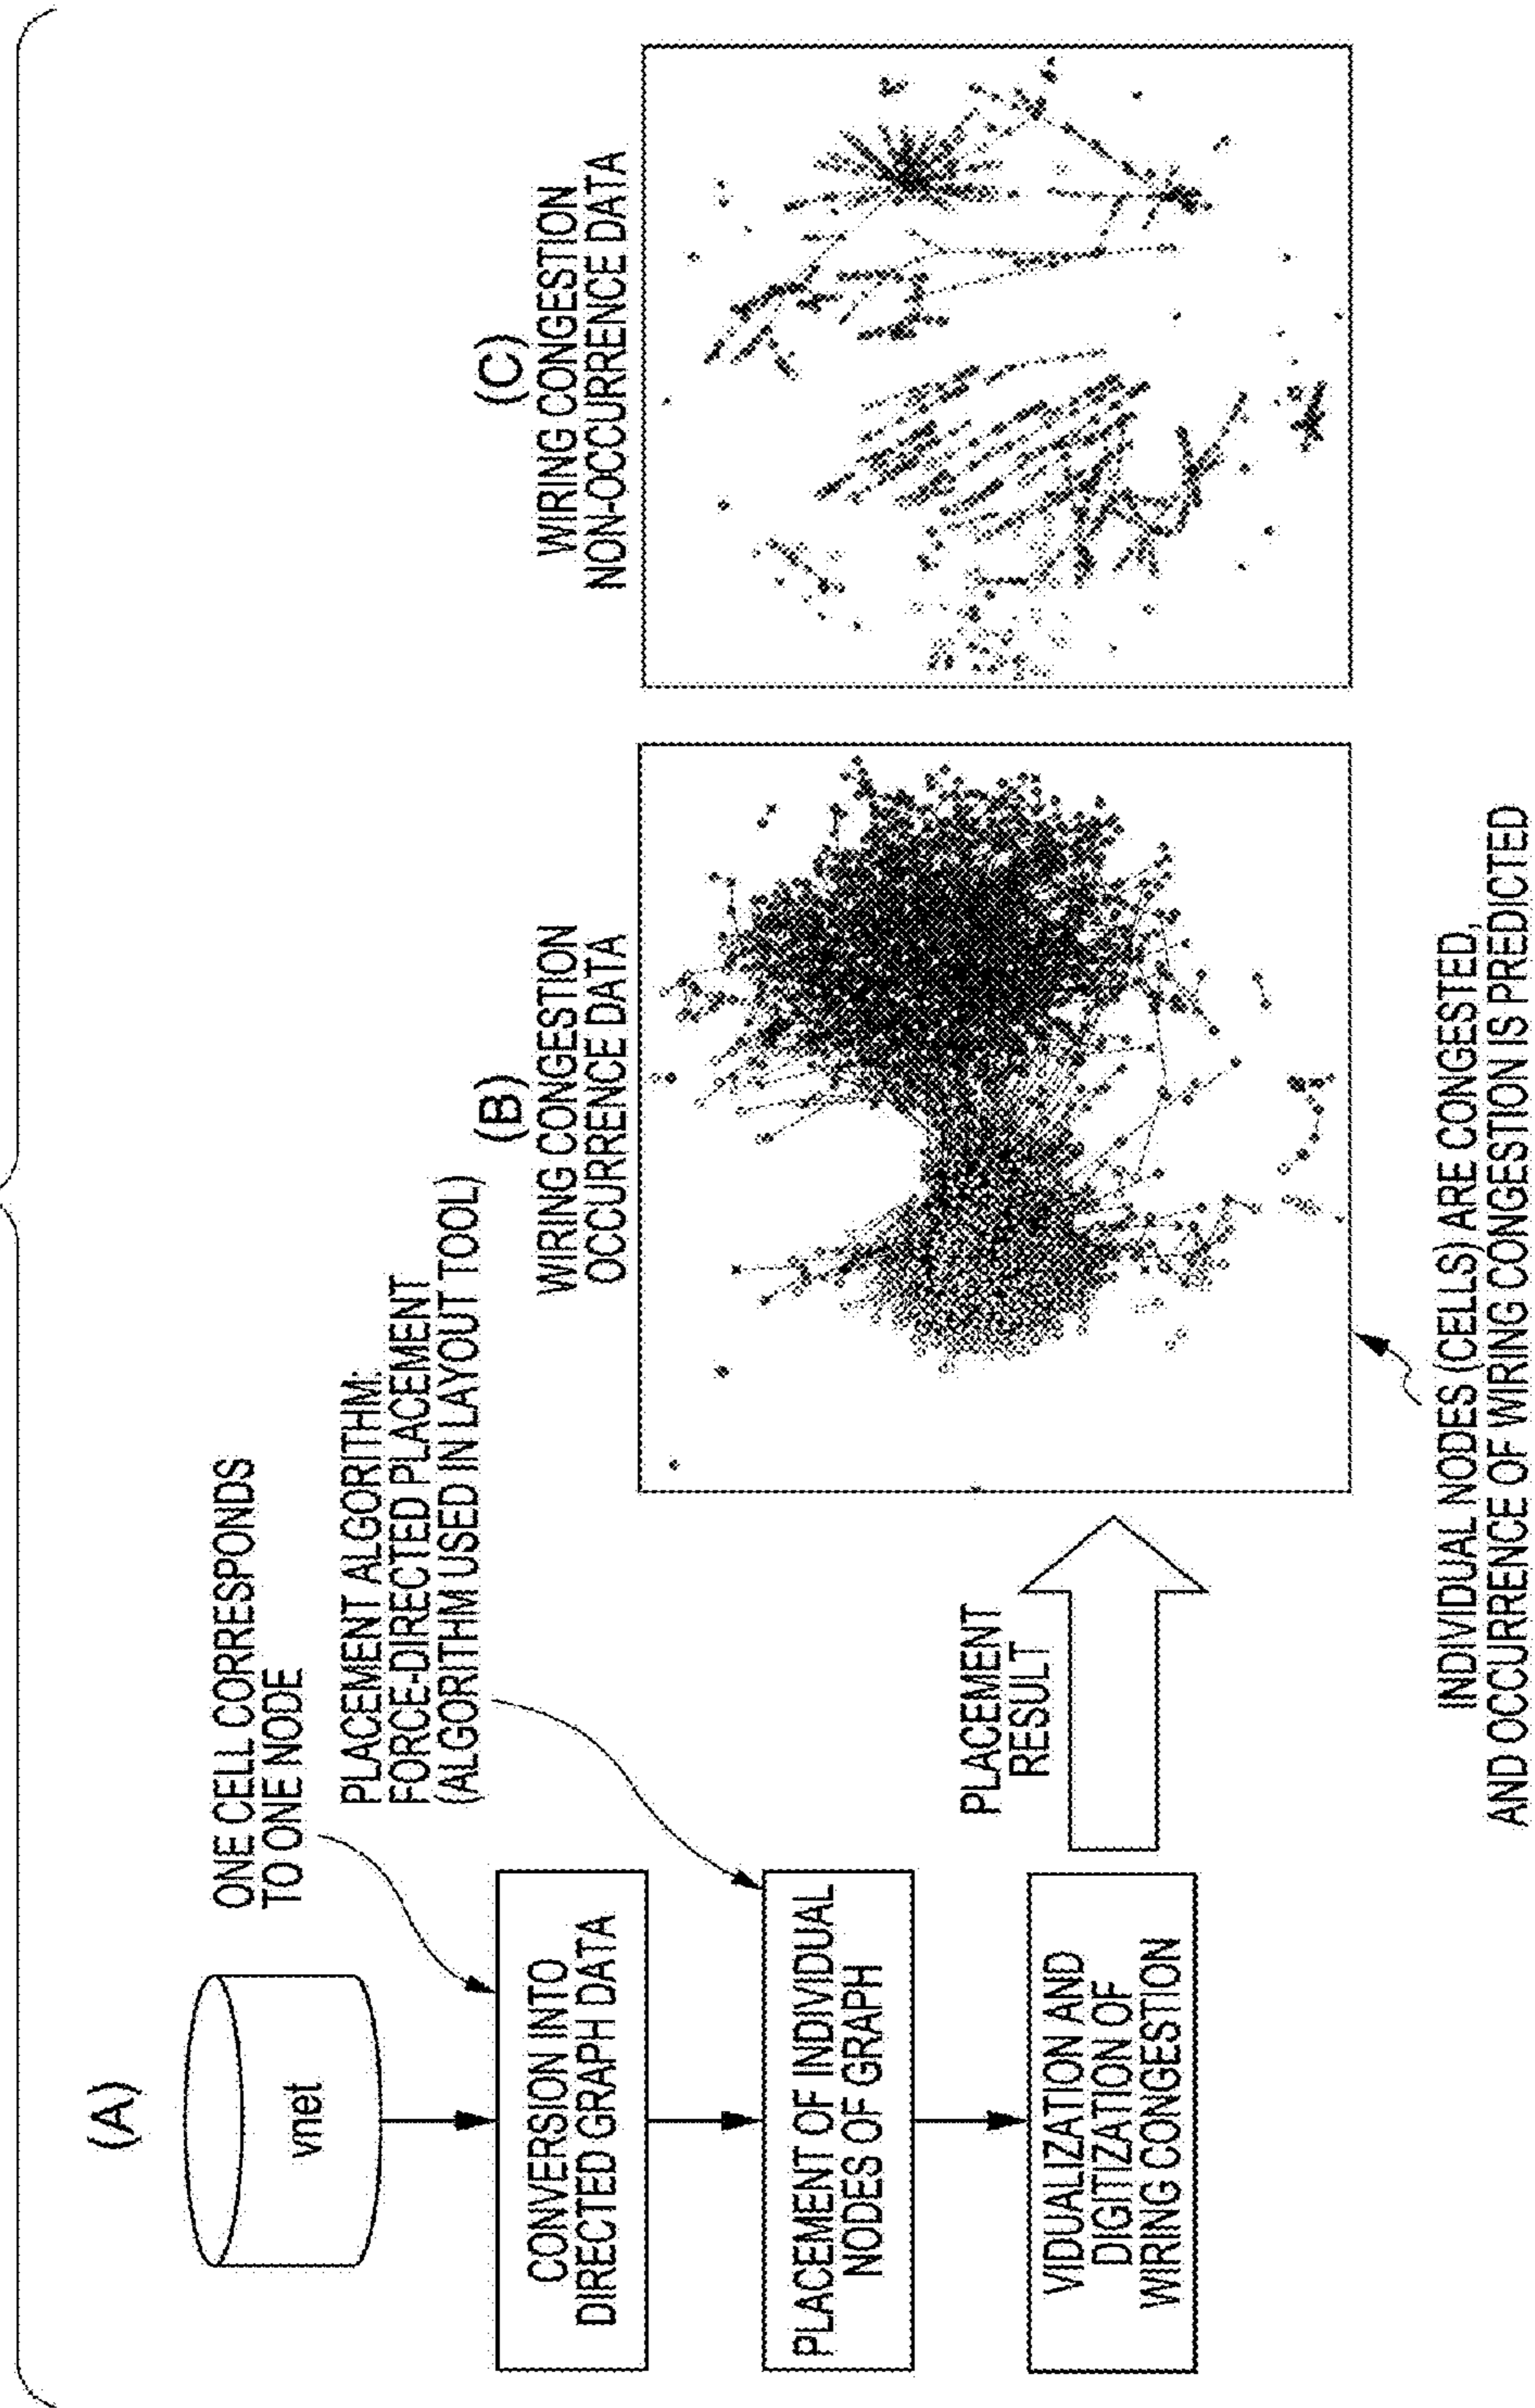 (A)
vnet
ONE CELL CORRESPONDS
TO ONE NODE
CONVERSION INTO
DIRECTED GRAPH DATA
PLACEMENT ALGORITHM:
FORCE-DIRECTED PLACEMENT
(ALGORITHM USED IN LAYOUT TOOL)
PLACEMENT OF INDIVIDUAL
NODES OF GRAPH
VIDUALIZATION AND
DIGITIZATION OF
WIRING CONGESTION
PLACEMENT
RESULT
(B)
WIRING CONGESTION
OCCURRENCE DATA
INDIVIDUAL NODES (CELLS) ARE CONGESTED,
AND OCCURRENCE OF WIRING CONGESTION IS PREDICTED
(C)
WIRING CONGESTION
NON-OCCURRENCE DATA